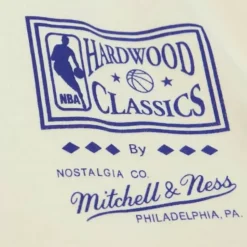 HARDWOOD
NBA
CLASSICS
By
NOSTALGIA CO.
Mitchell & Ness
PHILADELPHIA, PA.